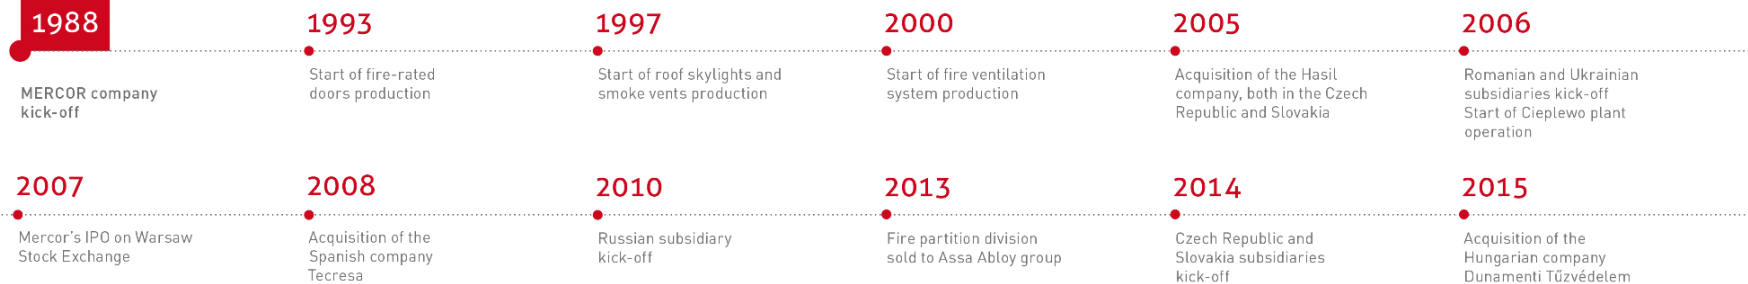 1988
MERCOR company
kick-off
1993
Start of fire-rated
doors production
1997
Start of roof skylights and
smoke vents production
2000
Start of fire ventilation
system production
2005
Acquisition of the Hasil
company, both in the Czech
Republic and Slovakia
2006
Romanian and Ukrainian
subsidiaries kick-off
Start of Cieplewo plant
operation
2007
Mercor's IPO on Warsaw
Stock Exchange
2008
Acquisition of the
Spanish company
Tecresa
2010
Russian subsidiary
kick-off
2013
Fire partition division
sold to Assa Abloy group
2014
Czech Republic and
Slovakia subsidiaries
kick-off
2015
Acquisition of the
Hungarian company
Dunamenti Tűzvédelem